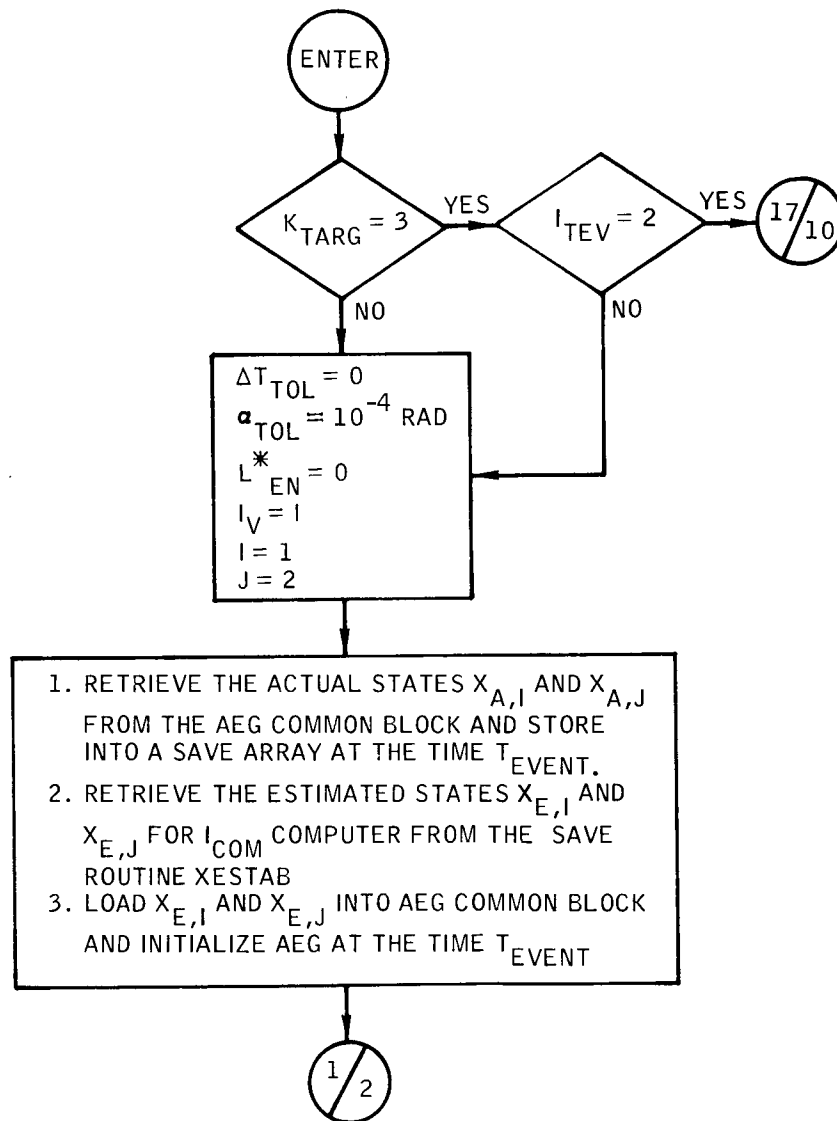 ENTER
K_TARG = 3
YES
I_TEV = 2
YES
17/10
NO
NO
ΔT_TOL = 0
α_TOL = 10^-4 RAD
L*_EN = 0
I_V = 1
I = 1
J = 2
1. RETRIEVE THE ACTUAL STATES X_A,I AND X_A,J
FROM THE AEG COMMON BLOCK AND STORE
INTO A SAVE ARRAY AT THE TIME T_EVENT.
2. RETRIEVE THE ESTIMATED STATES X_E,I AND
X_E,J FOR I_COM COMPUTER FROM THE SAVE
ROUTINE XESTAB
3. LOAD X_E,I AND X_E,J INTO AEG COMMON BLOCK
AND INITIALIZE AEG AT THE TIME T_EVENT
1/2